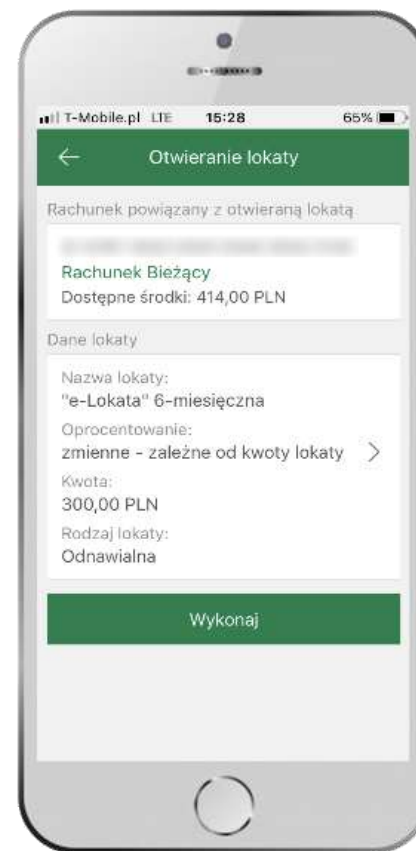 T-Mobile.pl LTE 15:28 65%
Otwieranie lokaty
Rachunek powiązany z otwieraną lokatą
Rachunek Bieżący
Dostępne środki: 414,00 PLN
Dane lokaty
Nazwa lokaty:
"e-Lokata" 6-miesięczna
Oprocentowanie:
zmienne - zależne od kwoty lokaty
Kwota:
300,00 PLN
Rodzaj lokaty:
Odnawialna
Wykonaj